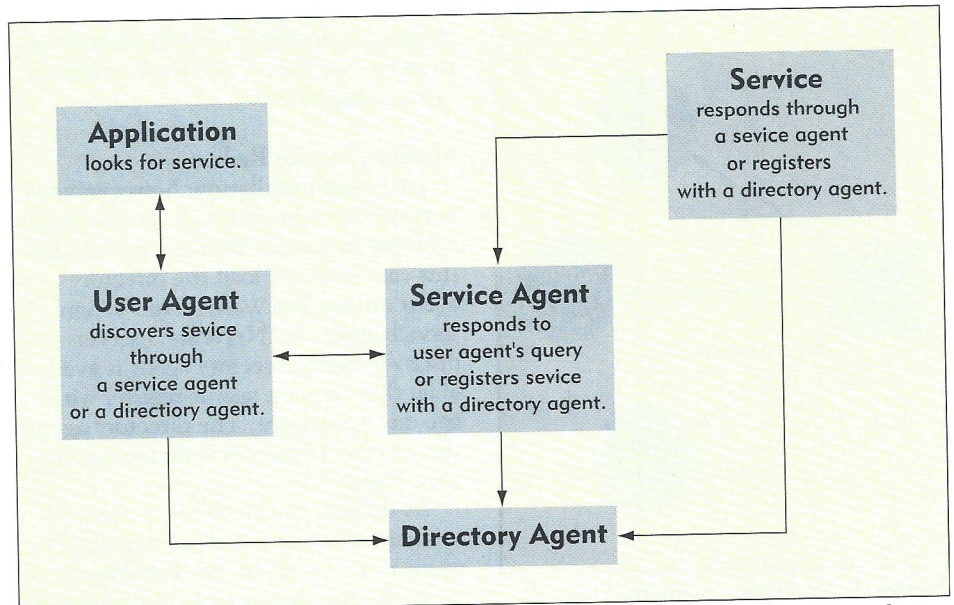 Application
looks for service.
Service
responds through
a sevice agent
or registers
with a directory agent.
User Agent
discovers sevice
through
a service agent
or a directiory agent.
Service Agent
responds to
user agent's query
or registers sevice
with a directory agent.
Directory Agent